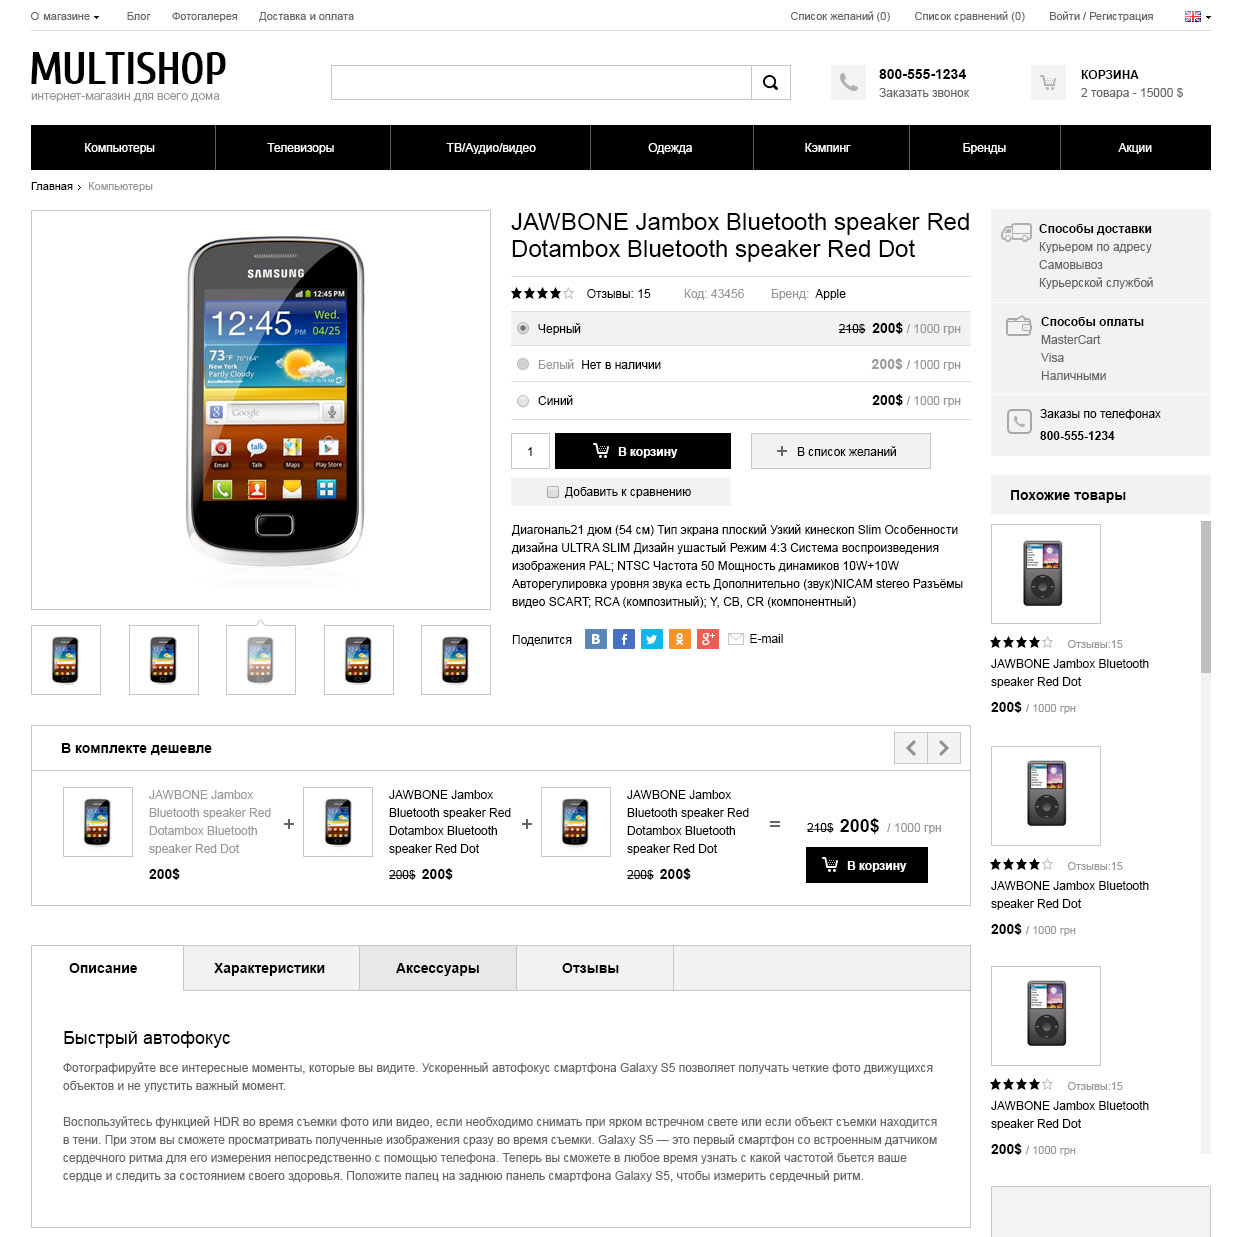 О магазине
Блог
Фотогалерея
Доставка и оплата
Список желаний (0)
Список сравнений (0)
Войти / Регистрация
MULTISHOP
интернет-магазин для всего дома
800-555-1234
Заказать звонок
КОРЗИНА
2 товара - 15000 $
Компьютеры
Телевизоры
ТВ/Аудио/видео
Одежда
Кэмпинг
Бренды
Акции
Главная
Компьютеры
SAMSUNG
12:45 PM
12:45 PM
Wed.
04/25
73°F 76°/64°
New York
Partly Cloudy
Google
Email
Talk
Maps
Play Store
JAWBONE Jambox Bluetooth speaker Red
Dotambox Bluetooth speaker Red Dot
Отзывы: 15
Код: 43456
Бренд: Apple
Черный
210$ 200$ / 1000 грн
Белый Нет в наличии
200$ / 1000 грн
Синий
200$ / 1000 грн
1
В корзину
В список желаний
Добавить к сравнению
Диагональ21 дюм (54 см) Тип экрана плоский Узкий кинескоп Slim Особенности
дизайна ULTRA SLIM Дизайн ушастый Режим 4:3 Система воспроизведения
изображения PAL; NTSC Частота 50 Мощность динамиков 10W+10W
Авторегулировка уровня звука есть Дополнительно (звук)NICAM stereo Разъёмы
видео SCART; RCA (композитный); Y, CB, CR (компонентный)
Поделится
E-mail
Способы доставки
Курьером по адресу
Самовывоз
Курьерской службой
Способы оплаты
MasterCart
Visa
Наличными
Заказы по телефонах
800-555-1234
Похожие товары
Отзывы:15
JAWBONE Jambox Bluetooth
speaker Red Dot
200$ / 1000 грн
Отзывы:15
JAWBONE Jambox Bluetooth
speaker Red Dot
200$ / 1000 грн
Отзывы:15
JAWBONE Jambox Bluetooth
speaker Red Dot
200$ / 1000 грн
В комплекте дешевле
JAWBONE Jambox
Bluetooth speaker Red
Dotambox Bluetooth
speaker Red Dot
200$
+
JAWBONE Jambox
Bluetooth speaker Red
Dotambox Bluetooth
speaker Red Dot
200$ 200$
+
JAWBONE Jambox
Bluetooth speaker Red
Dotambox Bluetooth
speaker Red Dot
200$ 200$
=
210$ 200$ / 1000 грн
В корзину
Описание
Характеристики
Аксессуары
Отзывы
Быстрый автофокус
Фотографируйте все интересные моменты, которые вы видите. Ускоренный автофокус смартфона Galaxy S5 позволяет получать четкие фото движущихся
объектов и не упустить важный момент.
Воспользуйтесь функцией HDR во время съемки фото или видео, если необходимо снимать при ярком встречном свете или если объект съемки находится
в тени. При этом вы сможете просматривать полученные изображения сразу во время съемки. Galaxy S5 — это первый смартфон со встроенным датчиком
сердечного ритма для его измерения непосредственно с помощью телефона. Теперь вы сможете в любое время узнать с какой частотой бьется ваше
сердце и следить за состоянием своего здоровья. Положите палец на заднюю панель смартфона Galaxy S5, чтобы измерить сердечный ритм.